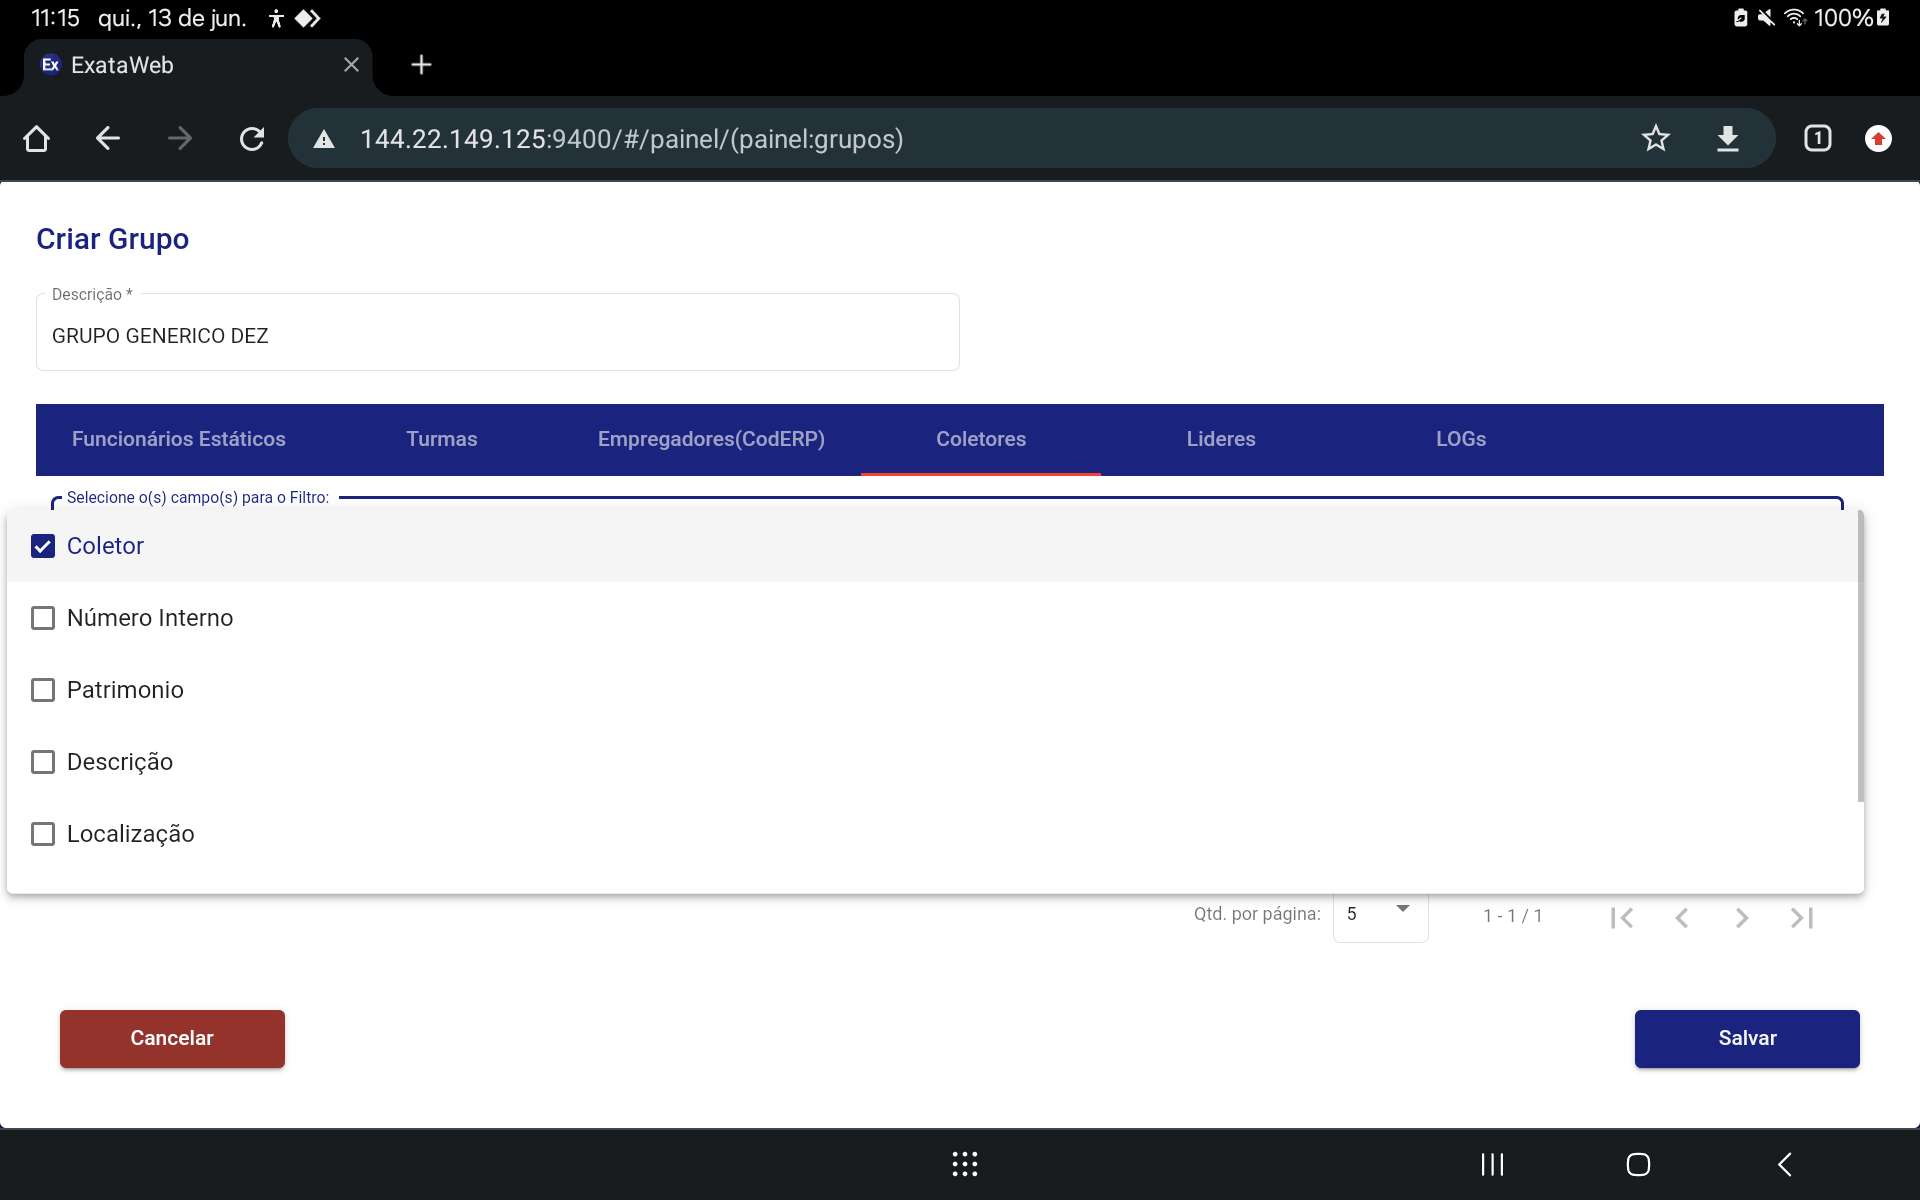 11:15 qui., 13 de jun. 100%
Ex ExataWeb
144.22.149.125:9400/#/painel/(painel:grupos) 1
Criar Grupo
Descrição *
GRUPO GENERICO DEZ
Funcionários Estáticos Turmas Empregadores(CodERP) Coletores Lideres LOGs
Selecione o(s) campo(s) para o Filtro:
Coletor
Número Interno
Patrimonio
Descrição
Localização
Qtd. por página: 5 1 - 1 / 1
Cancelar Salvar